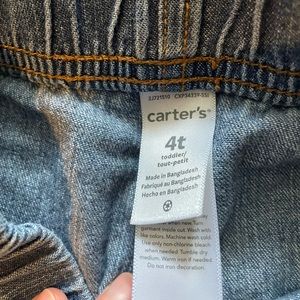 carter's
4t
toddler/
tout-petit
Made in Bangladesh
Fabriqué au Bangladesh
Hecho en Bangladesh
garment inside out. Wash with
like colors. Machine wash cold.
Use only non-chlorine bleach
when needed. Tumble dry
medium. Warm iron if needed.
Do not iron decoration.